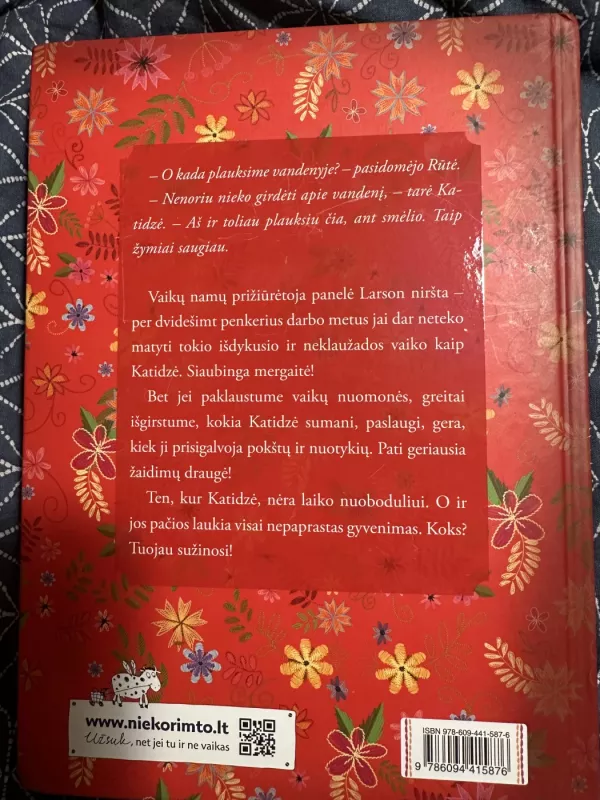 – O kada plauksime vandenyje? – pasidomėjo Rūtė.
– Nenoriu nieko girdėti apie vandenį, – tarė Ka-
tidzė. – Aš ir toliau plauksiu čia, ant smėlio. Taip
žymiai saugiau.
Vaikų namų prižiūrėtoja panelė Larson niršta –
per dvidešimt penkerius darbo metus jai dar neteko
matyti tokio išdykusio ir neklaužados vaiko kaip
Katidzė. Siaubinga mergaitė!
Bet jei paklaustume vaikų nuomonės, greitai
išgirstume, kokia Katidzė sumani, paslaugi, gera,
kiek ji prisigalvoja pokštų ir nuotykių. Pati geriausia
žaidimų draugė!
Ten, kur Katidzė, nėra laiko nuoboduliui. O ir
jos pačios laukia visai nepaprastas gyvenimas. Koks?
Tuojau sužinosi!
www.niekorimto.lt
Užsuk, net jei tu ir ne vaikas
ISBN 978-609-441-587-6
9 786094 415876